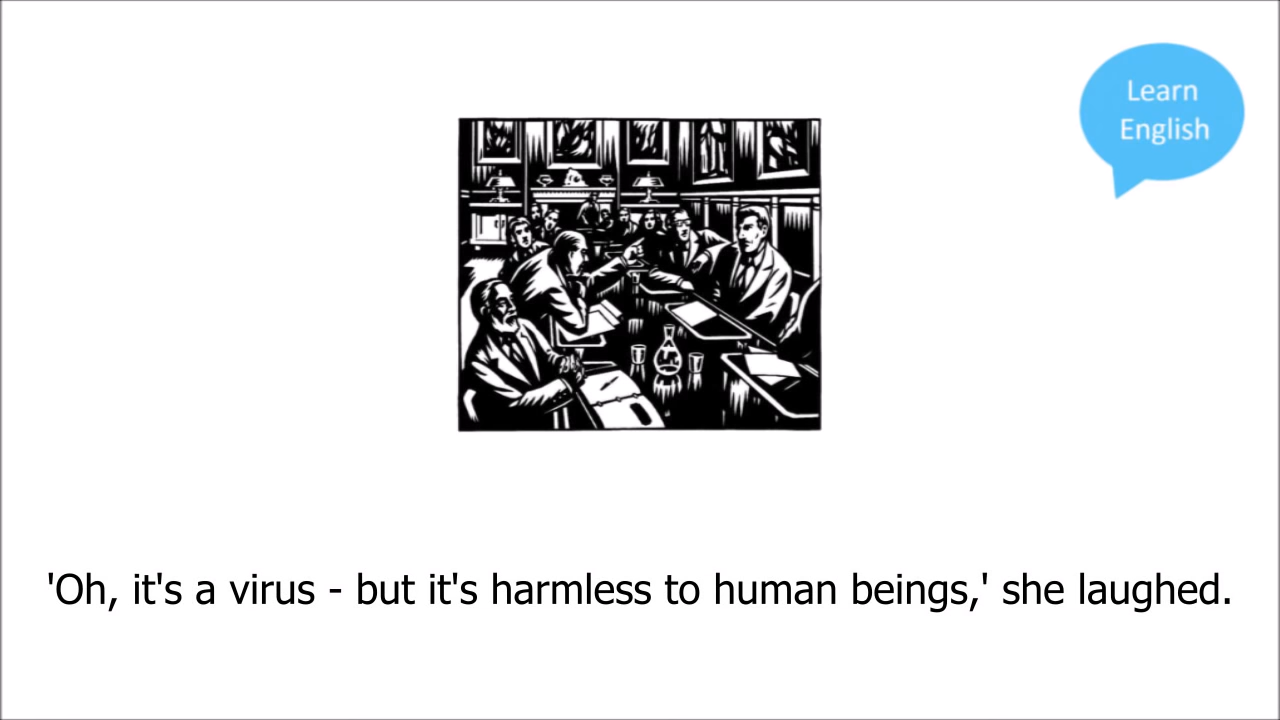 Learn
English
'Oh, it's a virus - but it's harmless to human beings,' she laughed.